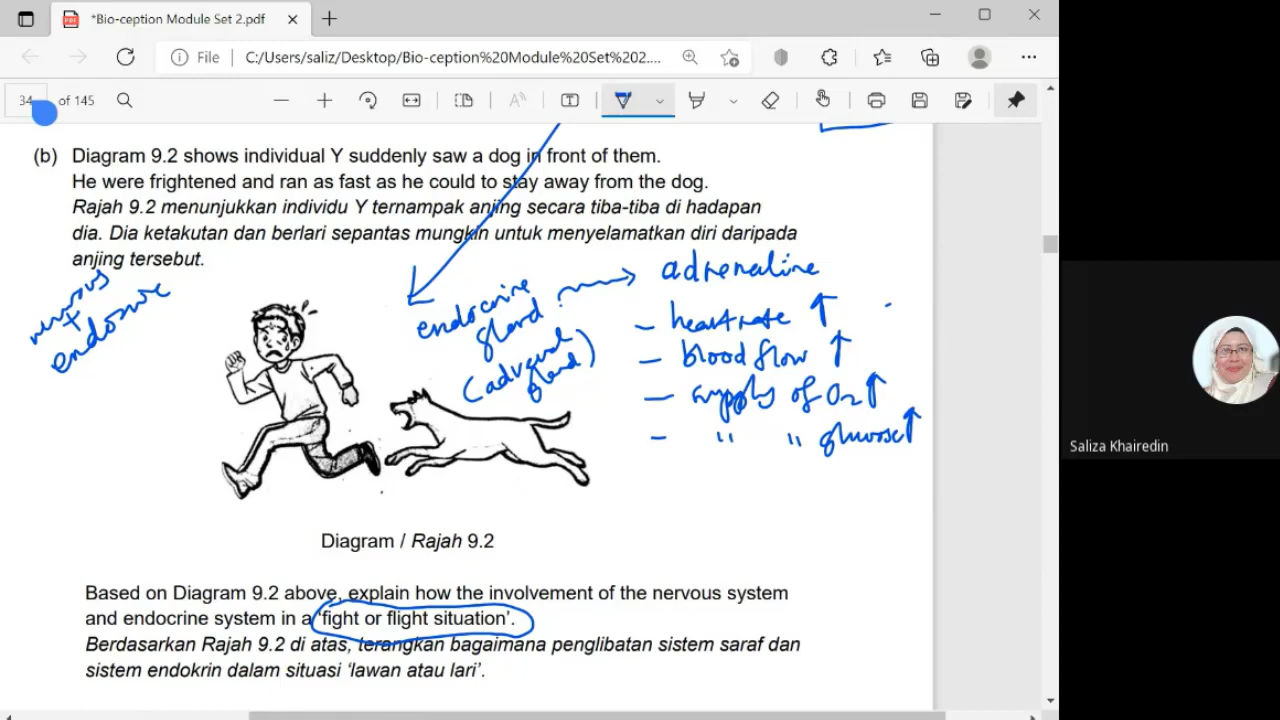 *Bio-ception Module Set 2.pdf
File C:/Users/saliz/Desktop/Bio-ception%20Module%20Set%202....
34 of 145
(b) Diagram 9.2 shows individual Y suddenly saw a dog in front of them.
He were frightened and ran as fast as he could to stay away from the dog.
Rajah 9.2 menunjukkan individu Y ternampak anjing secara tiba-tiba di hadapan
dia. Dia ketakutan dan berlari sepantas mungkin untuk menyelamatkan diri daripada
anjing tersebut.
nervous
+
endocrine
endocrine
gland
(adrenal
gland)
adrenaline
- heart rate ↑
- blood flow ↑
- supply of O2 ↑
- " " glucose ↑
Saliza Khairedin
Diagram / Rajah 9.2
Based on Diagram 9.2 above, explain how the involvement of the nervous system
and endocrine system in a 'fight or flight situation'.
Berdasarkan Rajah 9.2 di atas, terangkan bagaimana penglibatan sistem saraf dan
sistem endokrin dalam situasi 'lawan atau lari'.